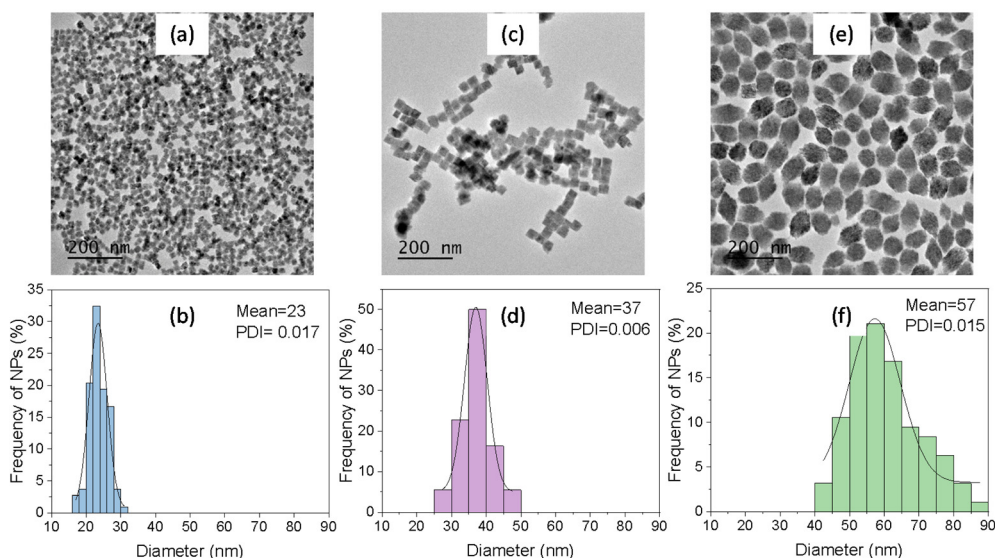 (a)
200 nm
(c)
200 nm
(e)
200 nm
(b)
Mean=23
PDI= 0.017
Frequency of NPs (%)
35
30
25
20
15
10
5
0
10 20 30 40 50 60 70 80 90
Diameter (nm)
(d)
Mean=37
PDI=0.006
Frequency of NPs (%)
50
40
30
20
10
0
10 20 30 40 50 60 70 80 90
Diameter (nm)
(f)
Mean=57
PDI=0.015
Frequency of NPs (%)
25
20
15
10
5
0
10 20 30 40 50 60 70 80 90
Diameter (nm)